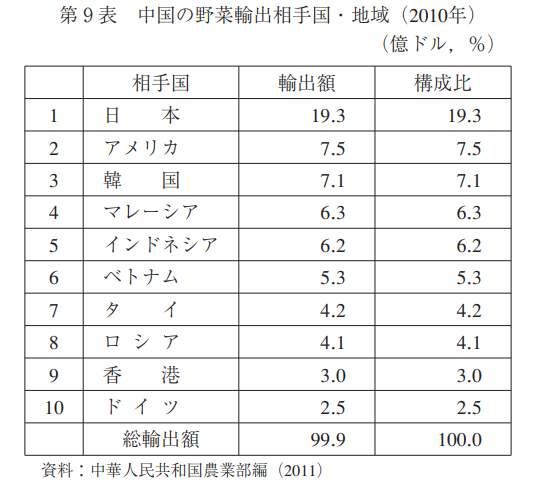 第9表 中国の野菜輸出相手国・地域（2010年）
（億ドル，％）
相手国 輸出額 構成比
1 日本 19.3 19.3
2 アメリカ 7.5 7.5
3 韓国 7.1 7.1
4 マレーシア 6.3 6.3
5 インドネシア 6.2 6.2
6 ベトナム 5.3 5.3
7 タイ 4.2 4.2
8 ロシア 4.1 4.1
9 香港 3.0 3.0
10 ドイツ 2.5 2.5
総輸出額 99.9 100.0
資料：中華人民共和国農業部編（2011）